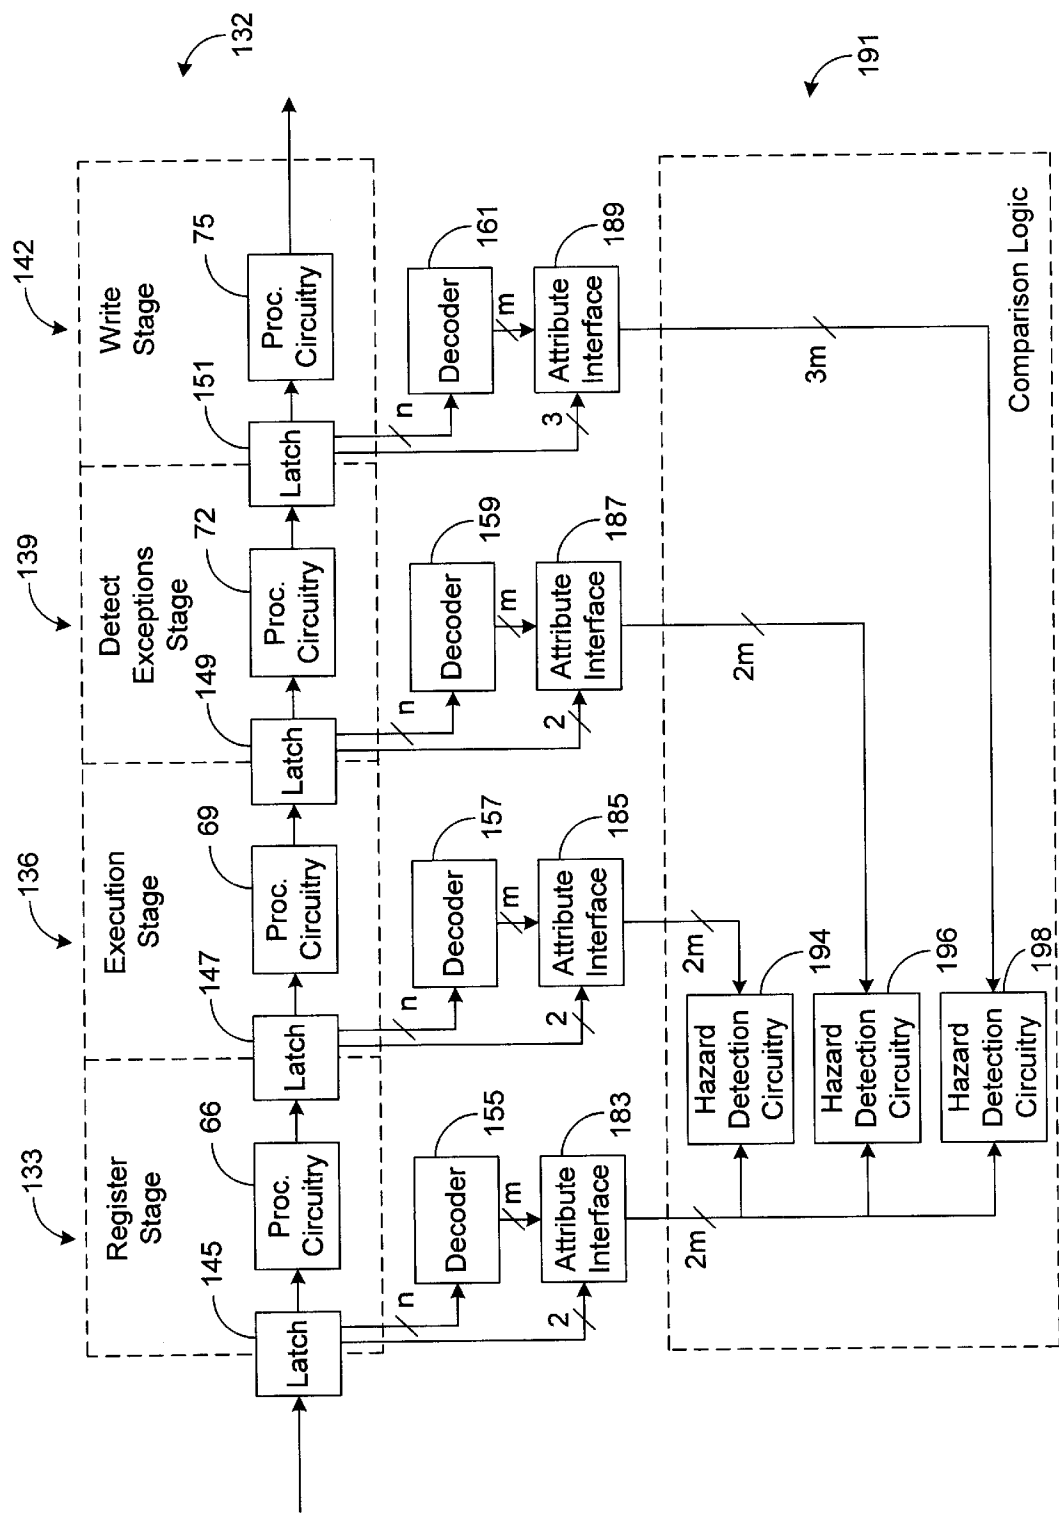 132
133
136
139
142
Register
Stage
Execution
Stage
Detect
Exceptions
Stage
Write
Stage
145
66
147
69
149
72
151
75
Latch
Proc.
Circuitry
Latch
Proc.
Circuitry
Latch
Proc.
Circuitry
Latch
Proc.
Circuitry
n
n
n
n
155
157
159
161
Decoder
Decoder
Decoder
Decoder
m
m
m
m
2
2
2
3
183
185
187
189
Attribute
Interface
Attribute
Interface
Attribute
Interface
Attribute
Interface
2m
2m
2m
3m
191
Hazard
Detection
Circuitry
194
Hazard
Detection
Circuitry
196
Hazard
Detection
Circuitry
198
Comparison Logic